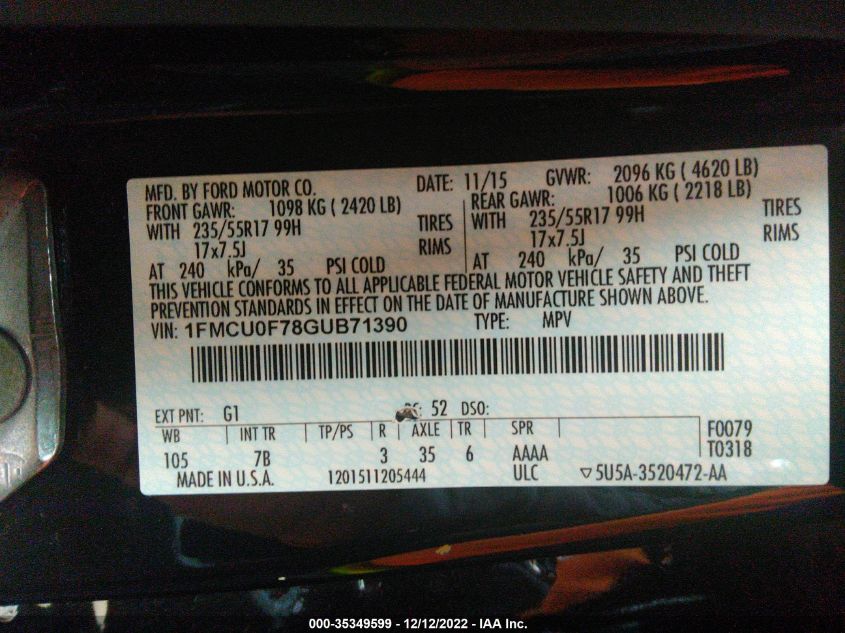 MFD. BY FORD MOTOR CO. DATE: 11/15 GVWR: 2096 KG ( 4620 LB)
FRONT GAWR: 1098 KG ( 2420 LB) REAR GAWR: 1006 KG ( 2218 LB)
WITH 235/55R17 99H TIRES WITH 235/55R17 99H TIRES
17x7.5J RIMS 17x7.5J RIMS
AT 240 kPa/ 35 PSI COLD AT 240 kPa/ 35 PSI COLD
THIS VEHICLE CONFORMS TO ALL APPLICABLE FEDERAL MOTOR VEHICLE SAFETY AND THEFT
PREVENTION STANDARDS IN EFFECT ON THE DATE OF MANUFACTURE SHOWN ABOVE.
VIN: 1FMCU0F78GUB71390 TYPE: MPV
EXT PNT: G1 52 DSO:
WB INT TR TP/PS R AXLE TR SPR F0079
105 7B 3 35 6 AAAA T0318
MADE IN U.S.A. 1201511205444 ULC ▽5U5A-3520472-AA
000-35349599 - 12/12/2022 - IAA Inc.